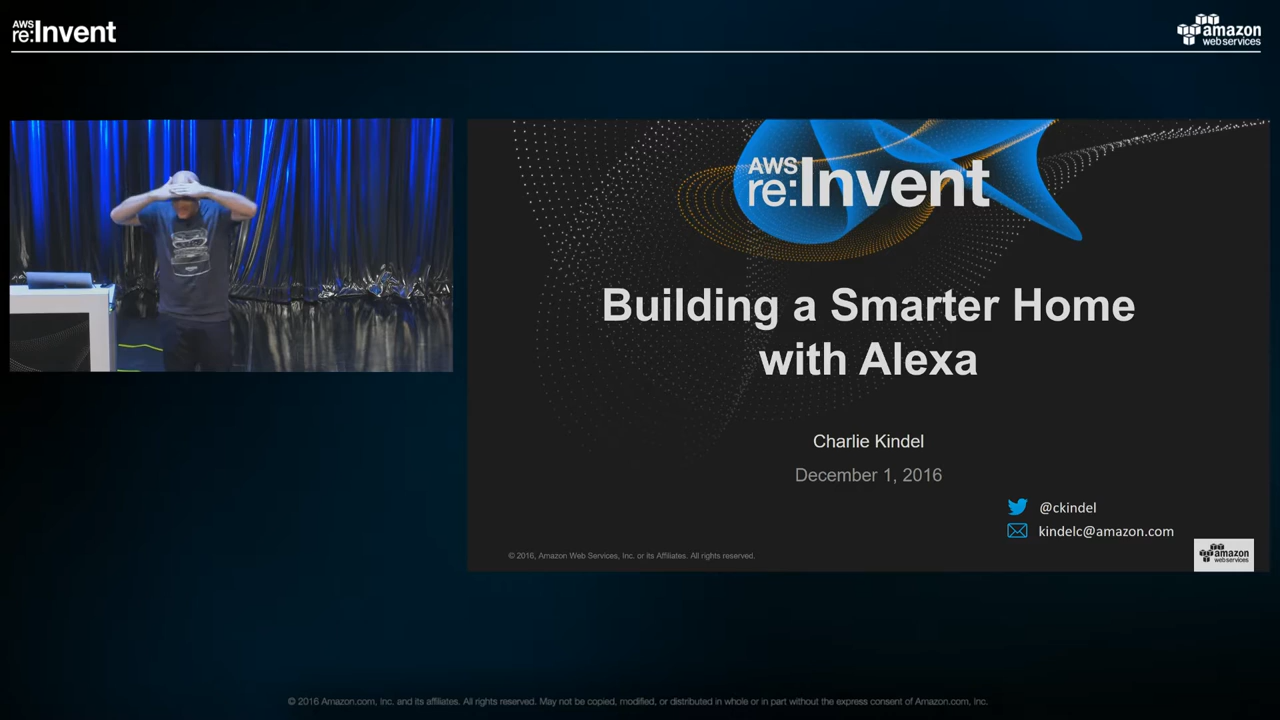 AWS
re:Invent
amazon
web services
AWS
re:Invent
Building a Smarter Home
with Alexa
Charlie Kindel
December 1, 2016
@ckindel
kindelc@amazon.com
© 2016, Amazon Web Services, Inc. or its Affiliates. All rights reserved.
amazon
web services
© 2016 Amazon.com, Inc. and its affiliates. All rights reserved. May not be copied, modified, or distributed in whole or in part without the express consent of Amazon.com, Inc.